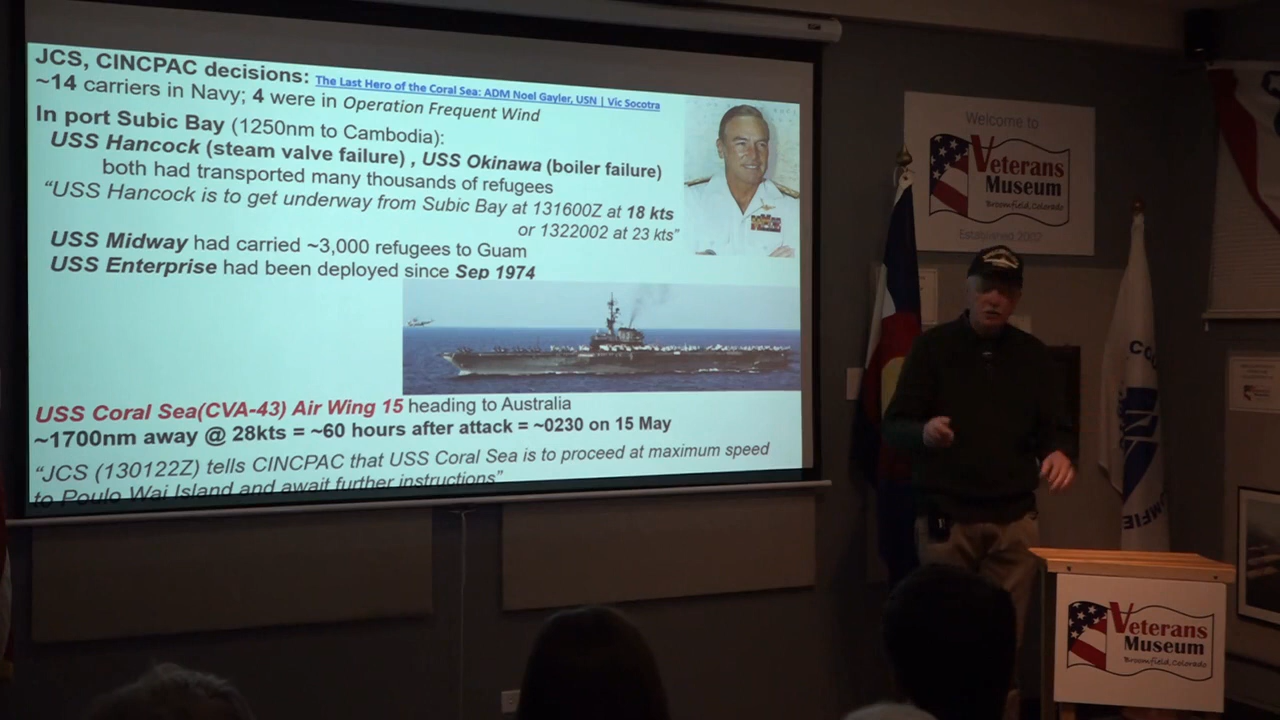 JCS, CINCPAC decisions: The Last Hero of the Coral Sea: ADM Noel Gayler, USN | Vic Socotra
~14 carriers in Navy; 4 were in Operation Frequent Wind
In port Subic Bay (1250nm to Cambodia):
USS Hancock (steam valve failure) , USS Okinawa (boiler failure)
both had transported many thousands of refugees
“USS Hancock is to get underway from Subic Bay at 131600Z at 18 kts
or 1322002 at 23 kts”
USS Midway had carried ~3,000 refugees to Guam
USS Enterprise had been deployed since Sep 1974
USS Coral Sea(CVA-43) Air Wing 15 heading to Australia
~1700nm away @ 28kts = ~60 hours after attack = ~0230 on 15 May
“JCS (130122Z) tells CINCPAC that USS Coral Sea is to proceed at maximum speed
to Poulo Wai Island and await further instructions”
Welcome to
Veterans
Museum
Broomfield, Colorado
Established 2002
Veterans
Museum
Broomfield, Colorado